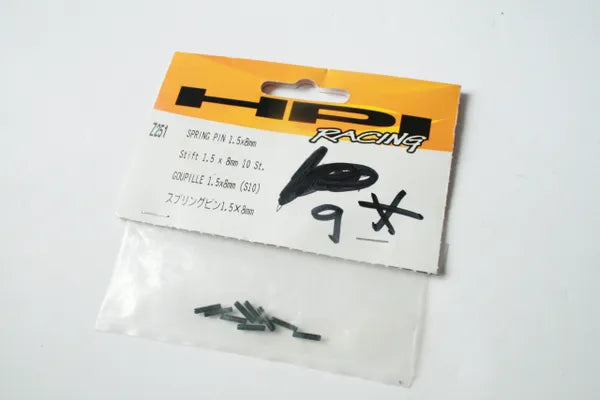 HPI
RACING
Z251
SPRING PIN 1.5x8mm
Stift 1.5 x 8mm 10 St.
GOUPILLE 1.5x8mm (S10)
スプリングピン1.5×8mm
9